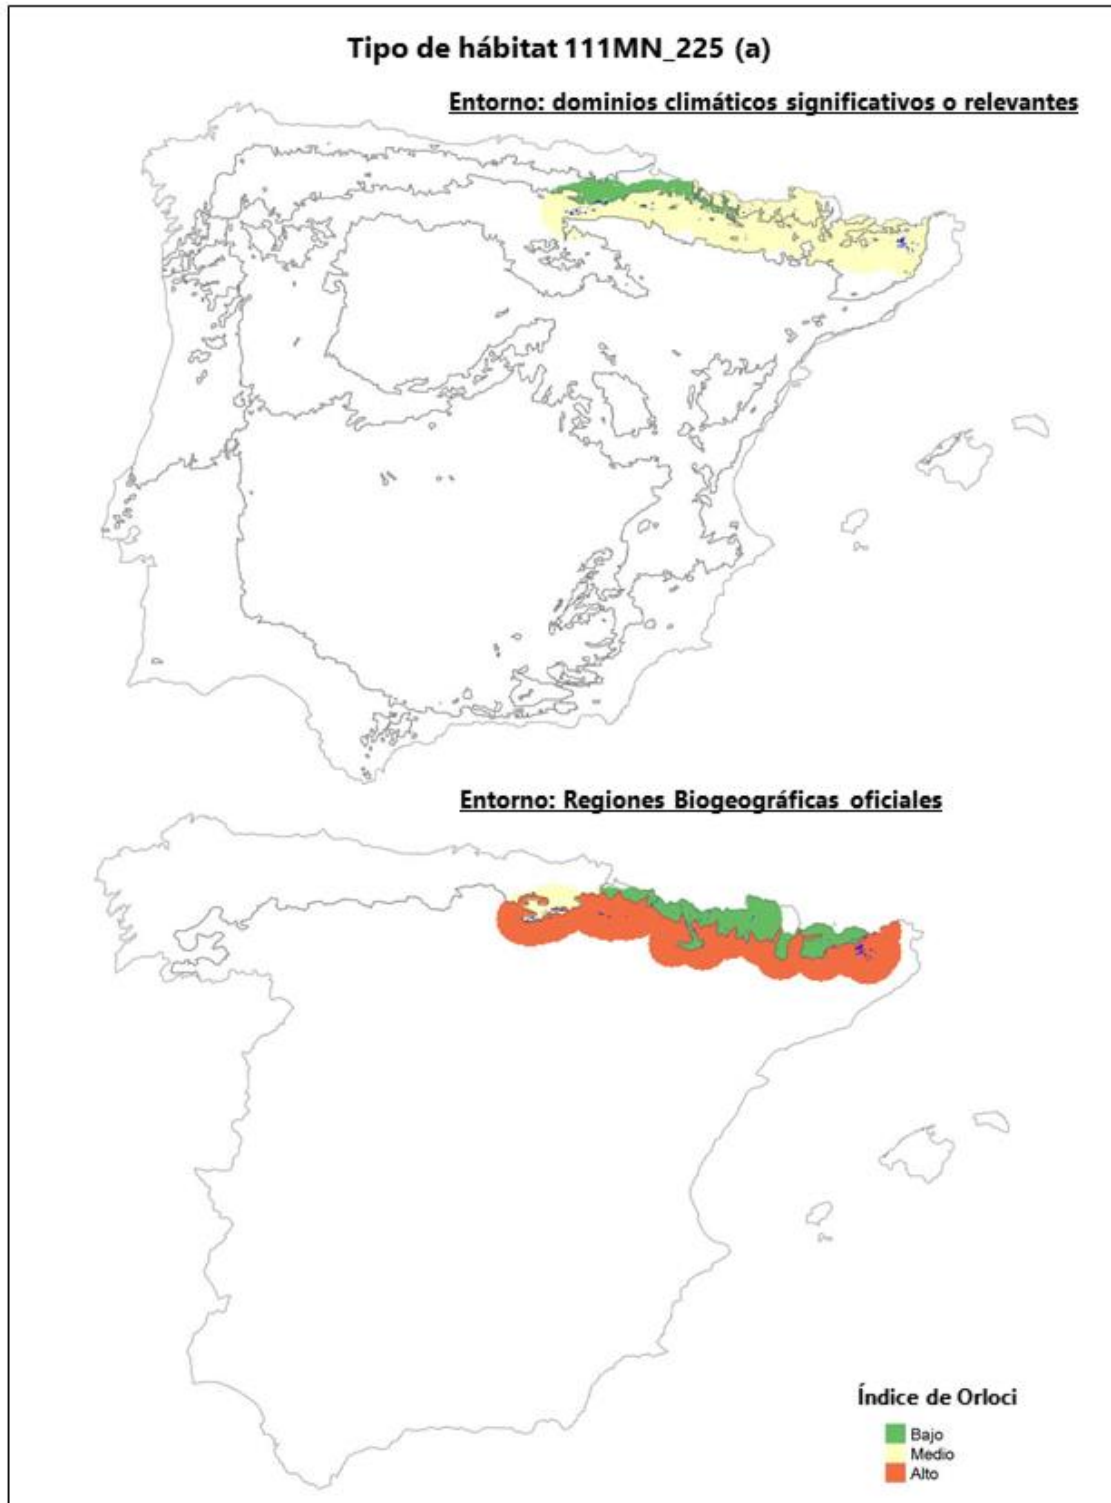 Tipo de hábitat 111MN_225 (a)
Entorno: dominios climáticos significativos o relevantes
Entorno: Regiones Biogeográficas oficiales
Índice de Orloci
Bajo
Medio
Alto